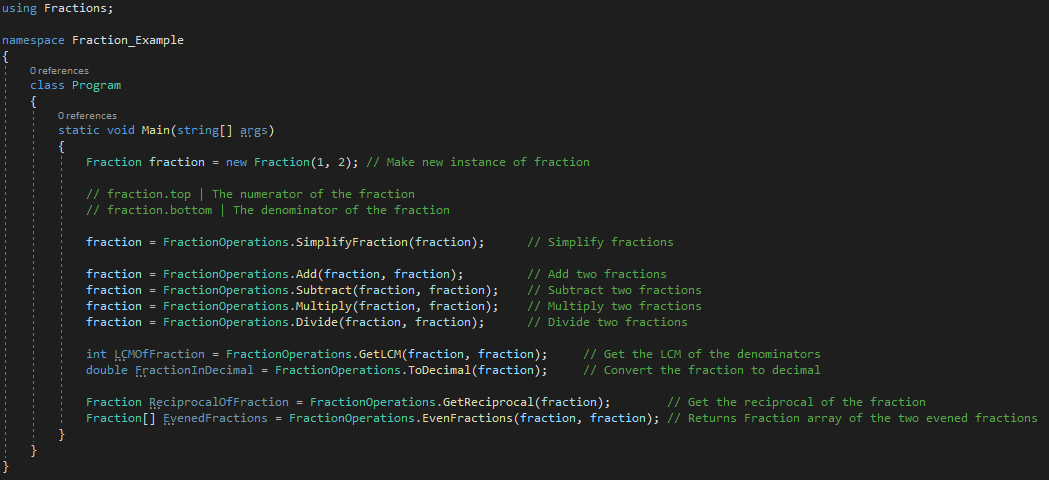 using Fractions;
namespace Fraction_Example
{
0 references
class Program
{
0 references
static void Main(string[] args)
{
Fraction fraction = new Fraction(1, 2); // Make new instance of fraction
// fraction.top | The numerator of the fraction
// fraction.bottom | The denominator of the fraction
fraction = FractionOperations.SimplifyFraction(fraction); // Simplify fractions
fraction = FractionOperations.Add(fraction, fraction); // Add two fractions
fraction = FractionOperations.Subtract(fraction, fraction); // Subtract two fractions
fraction = FractionOperations.Multiply(fraction, fraction); // Multiply two fractions
fraction = FractionOperations.Divide(fraction, fraction); // Divide two fractions
int LCMOfFraction = FractionOperations.GetLCM(fraction, fraction); // Get the LCM of the denominators
double FractionInDecimal = FractionOperations.ToDecimal(fraction); // Convert the fraction to decimal
Fraction ReciprocalOfFraction = FractionOperations.GetReciprocal(fraction); // Get the reciprocal of the fraction
Fraction[] EvenedFractions = FractionOperations.EvenFractions(fraction, fraction); // Returns Fraction array of the two evened fractions
}
}
}